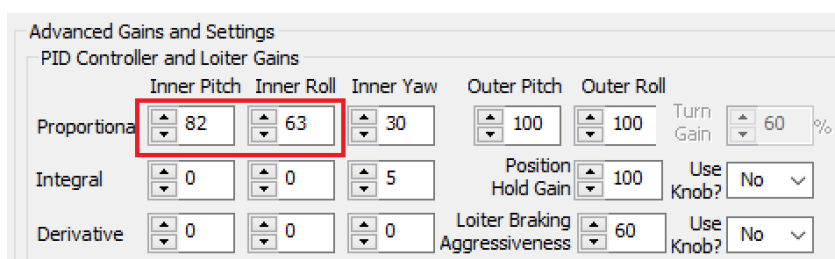 Advanced Gains and Settings
PID Controller and Loiter Gains
Inner Pitch Inner Roll Inner Yaw Outer Pitch Outer Roll
Proportiona 82 63 30 100 100 Turn Gain 60 %
Integral 0 0 5 Position Hold Gain 100 Use Knob? No
Derivative 0 0 0 Loiter Braking Aggressiveness 60 Use Knob? No